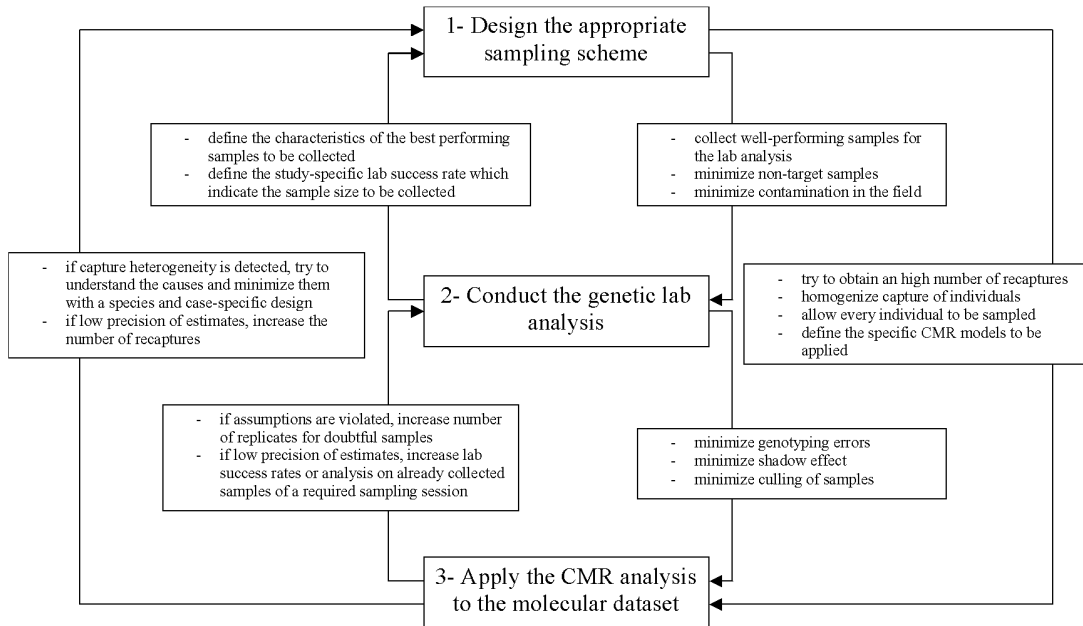 1- Design the appropriate
sampling scheme
- define the characteristics of the best performing
samples to be collected
- define the study-specific lab success rate which
indicate the sample size to be collected
- collect well-performing samples for
the lab analysis
- minimize non-target samples
- minimize contamination in the field
- if capture heterogeneity is detected, try to
understand the causes and minimize them
with a species and case-specific design
- if low precision of estimates, increase the
number of recaptures
2- Conduct the genetic lab
analysis
- try to obtain an high number of recaptures
- homogenize capture of individuals
- allow every individual to be sampled
- define the specific CMR models to be
applied
- if assumptions are violated, increase number
of replicates for doubtful samples
- if low precision of estimates, increase lab
success rates or analysis on already collected
samples of a required sampling session
- minimize genotyping errors
- minimize shadow effect
- minimize culling of samples
3- Apply the CMR analysis
to the molecular dataset